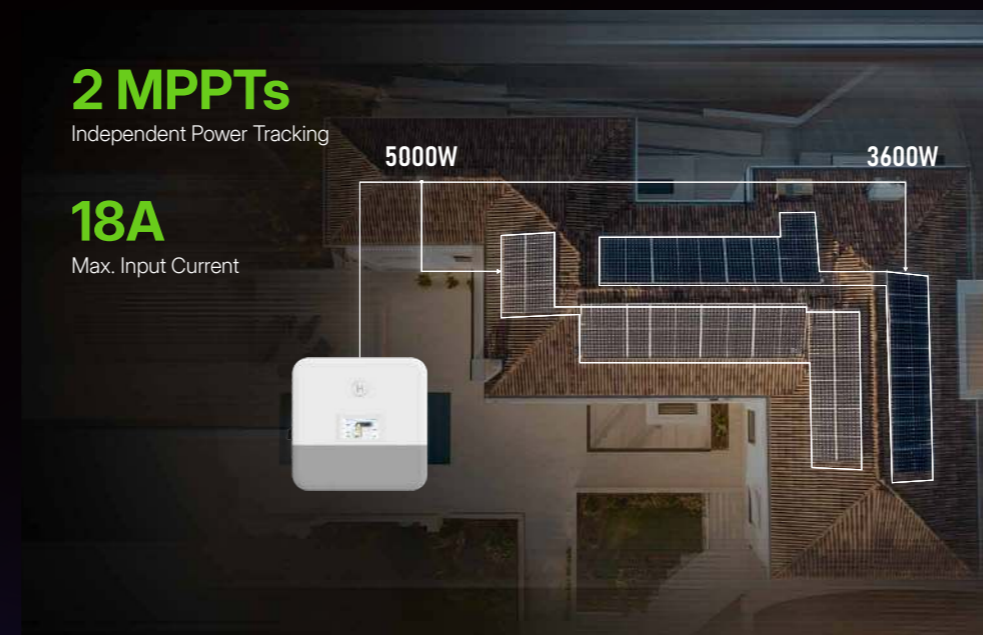 2 MPPTs
Independent Power Tracking
18A
Max. Input Current
5000W
3600W